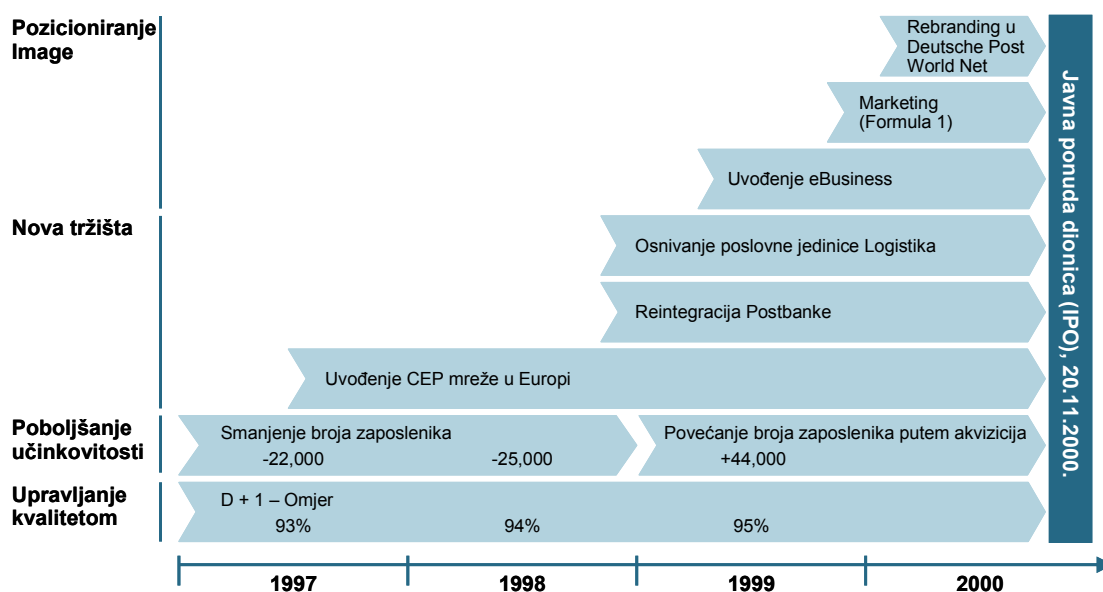 Pozicioniranje
Image
Rebranding u
Deutsche Post
World Net
Marketing
(Formula 1)
Uvođenje eBusiness
Nova tržišta
Osnivanje poslovne jedinice Logistika
Reintegracija Postbanke
Uvođenje CEP mreže u Europi
Poboljšanje
učinkovitosti
Smanjenje broja zaposlenika
-22,000
-25,000
Povećanje broja zaposlenika putem akvizicija
+44,000
Upravljanje
kvalitetom
D + 1 – Omjer
93%
94%
95%
Javna ponuda dionica (IPO), 20.11.2000.
1997
1998
1999
2000